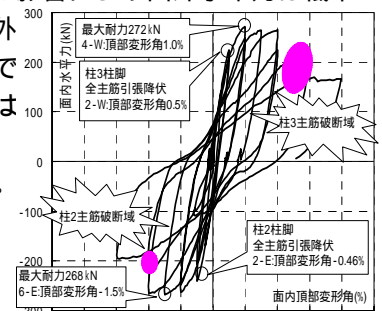 外
で
は
。
300
200
100
0
-100
-200
-300
面内水平力(kN)
最大耐力272kN
4-W:頂部変形角1.0%
柱3柱脚
全主筋引張降伏
2-W:頂部変形角0.5%
柱3主筋破断域
柱2主筋破断域
柱2柱脚
全主筋引張降伏
2-E:頂部変形角-0.46%
最大耐力268kN
6-E:頂部変形角-1.5%
面内頂部変形角(%)